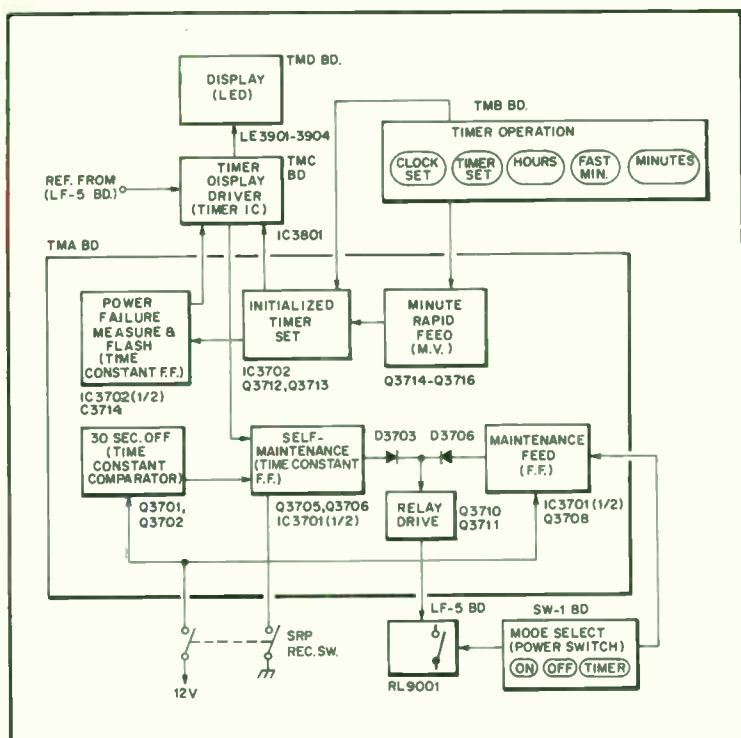 TMD BD.
DISPLAY
(LED)
LE3901-3904
TMB BD.
TIMER OPERATION
CLOCK
SET
TIMER
SET
HOURS
FAST
MIN.
MINUTES
REF. FROM
(LF-5 BD.)
TIMER
DISPLAY
DRIVER
(TIMER IC)
TMC
BD
IC3801
TMA BD
POWER
FAILURE
MEASURE &
FLASH
(TIME
CONSTANT F.F.)
IC3702(1/2)
C3714
INITIALIZED
TIMER
SET
IC3702
Q3712,Q3713
MINUTE
RAPID
FEED
(M.V.)
Q3714-Q3716
30 SEC. OFF
(TIME
CONSTANT
COMPARATOR)
Q3701,
Q3702
SELF-
MAINTENANCE
(TIME CONSTANT
F.F.)
Q3705,Q3706
IC3701(1/2)
D3703
D3706
RELAY
DRIVE
Q3710
Q3711
MAINTENANCE
FEED
(F.F.)
IC3701(1/2)
Q3708
12V
SRP
REC.SW.
LF-5 BD
RL9001
SW-1 BD
MODE SELECT
(POWER SWITCH)
ON
OFF
TIMER